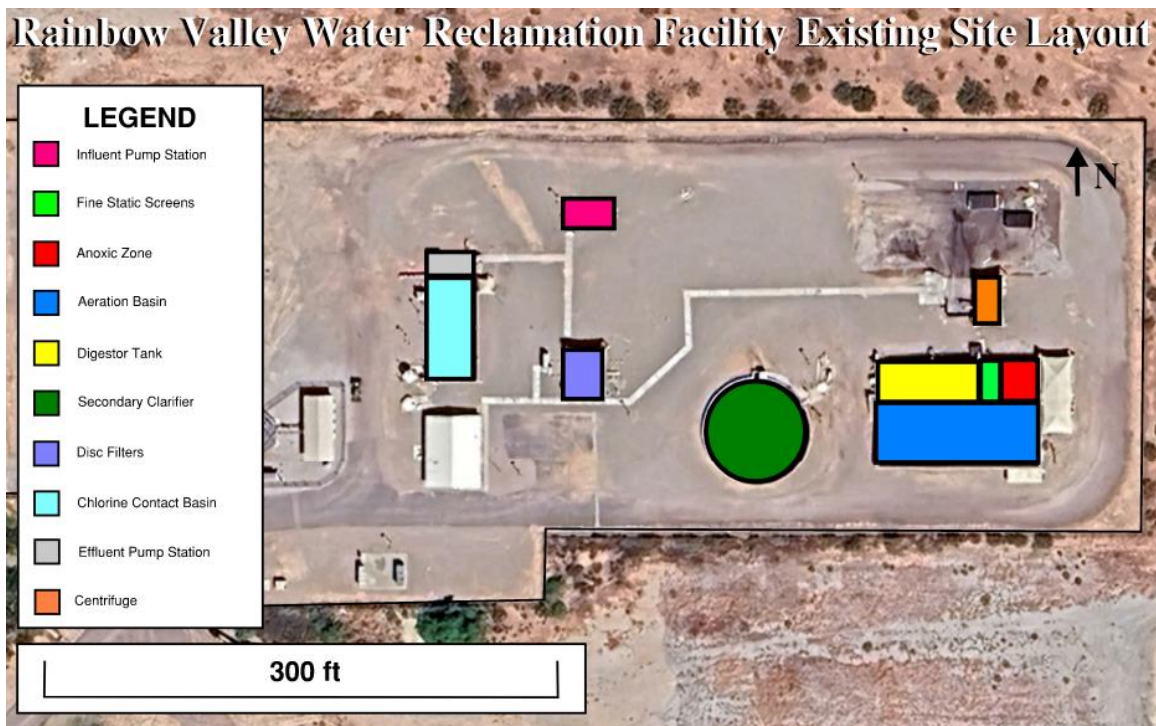 Rainbow Valley Water Reclamation Facility Existing Site Layout
LEGEND
Influent Pump Station
Fine Static Screens
Anoxic Zone
Aeration Basin
Digestor Tank
Secondary Clarifier
Disc Filters
Chlorine Contact Basin
Effluent Pump Station
Centrifuge
N
300 ft